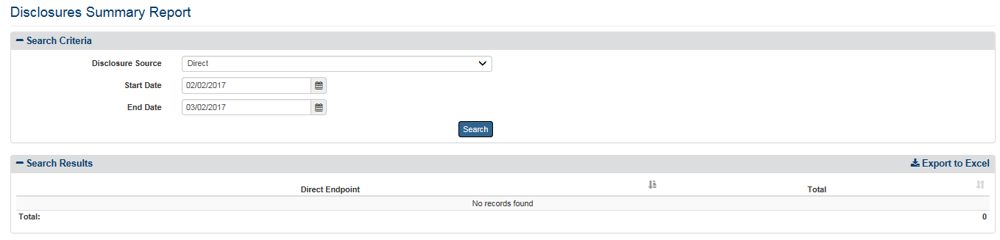 Disclosures Summary Report
Search Criteria
Disclosure Source Direct
Start Date 02/02/2017
End Date 03/02/2017
Search
Search Results Export to Excel
Direct Endpoint Total
No records found
Total: 0